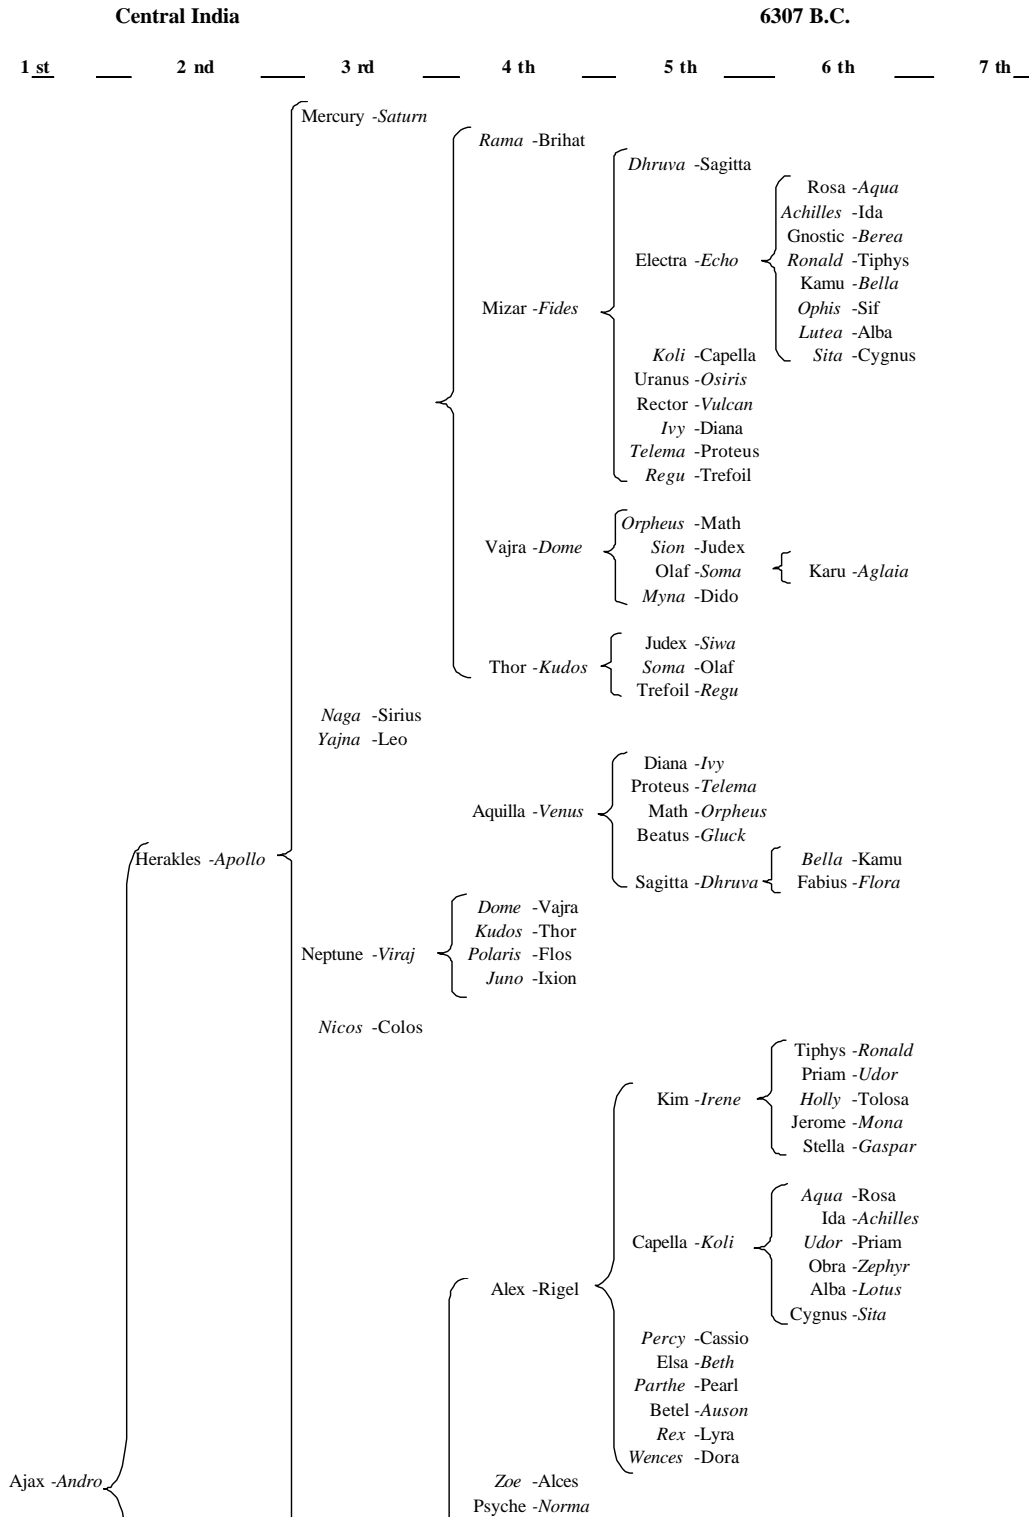 Central India 6307 B.C.
1 st 2 nd 3 rd 4 th 5 th 6 th 7 th
Mercury -Saturn
Rama -Brihat
Dhruva -Sagitta
Rosa -Aqua
Achilles -Ida
Gnostic -Berea
Electra -Echo Ronald -Tiphys
Kamu -Bella
Mizar -Fides Ophis -Sif
Lutea -Alba
Koli -Capella Sita -Cygnus
Uranus -Osiris
Rector -Vulcan
Ivy -Diana
Telema -Proteus
Regu -Trefoil
Orpheus -Math
Vajra -Dome Sion -Judex
Olaf -Soma Karu -Aglaia
Myna -Dido
Judex -Siwa
Thor -Kudos Soma -Olaf
Trefoil -Regu
Naga -Sirius
Yajna -Leo
Diana -Ivy
Proteus -Telema
Aquilla -Venus Math -Orpheus
Beatus -Gluck
Herakles -Apollo Bella -Kamu
Sagitta -Dhruva Fabius -Flora
Dome -Vajra
Kudos -Thor
Neptune -Viraj Polaris -Flos
Juno -Ixion
Nicos -Colos
Tiphys -Ronald
Priam -Udor
Kim -Irene Holly -Tolosa
Jerome -Mona
Stella -Gaspar
Aqua -Rosa
Ida -Achilles
Capella -Koli Udor -Priam
Obra -Zephyr
Alex -Rigel Alba -Lotus
Cygnus -Sita
Percy -Cassio
Elsa -Beth
Parthe -Pearl
Betel -Auson
Rex -Lyra
Wences -Dora
Ajax -Andro Zoe -Alces
Psyche -Norma